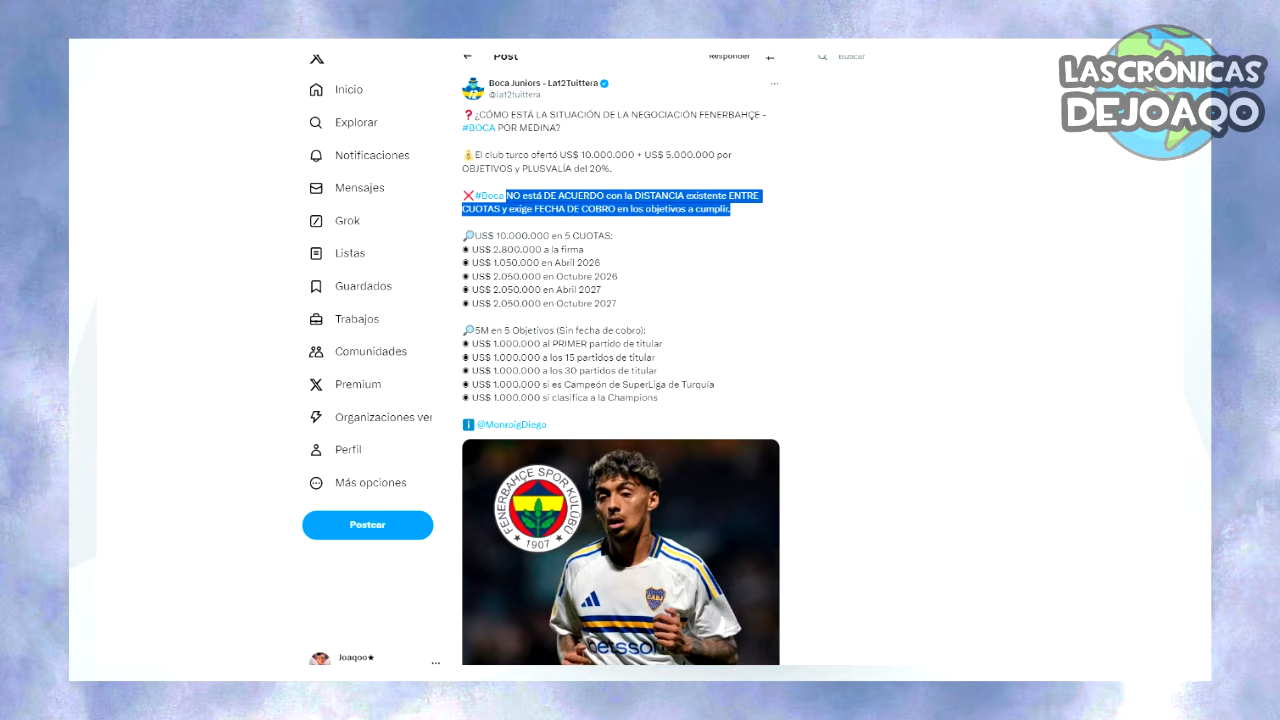 LAS CRÓNICAS
DE JOAQO
Post
Responder
Buscar
Inicio
Explorar
Notificaciones
Mensajes
Grok
Listas
Guardados
Trabajos
Comunidades
Premium
Organizaciones ver
Perfil
Más opciones
Postear
Joaqoo★
Boca Juniors - La12Tuittera
@la12tuittera
❓¿CÓMO ESTÁ LA SITUACIÓN DE LA NEGOCIACIÓN FENERBAHÇE -
#BOCA POR MEDINA?
💰El club turco ofertó US$ 10.000.000 + US$ 5.000.000 por
OBJETIVOS y PLUSVALÍA del 20%.
❌#Boca NO está DE ACUERDO con la DISTANCIA existente ENTRE
CUOTAS y exige FECHA DE COBRO en los objetivos a cumplir.
🔎US$ 10.000.000 en 5 CUOTAS:
◉ US$ 2.800.000 a la firma
◉ US$ 1.050.000 en Abril 2026
◉ US$ 2.050.000 en Octubre 2026
◉ US$ 2.050.000 en Abril 2027
◉ US$ 2.050.000 en Octubre 2027
🔎5M en 5 Objetivos (Sin fecha de cobro):
◉ US$ 1.000.000 al PRIMER partido de titular
◉ US$ 1.000.000 a los 15 partidos de titular
◉ US$ 1.000.000 a los 30 partidos de titular
◉ US$ 1.000.000 si es Campeón de SuperLiga de Turquía
◉ US$ 1.000.000 si clasifica a la Champions
ℹ️ @MonroigDiego
FENERBAHÇE SPOR KULÜBÜ
★ 1907 ★
CABJ
betsson